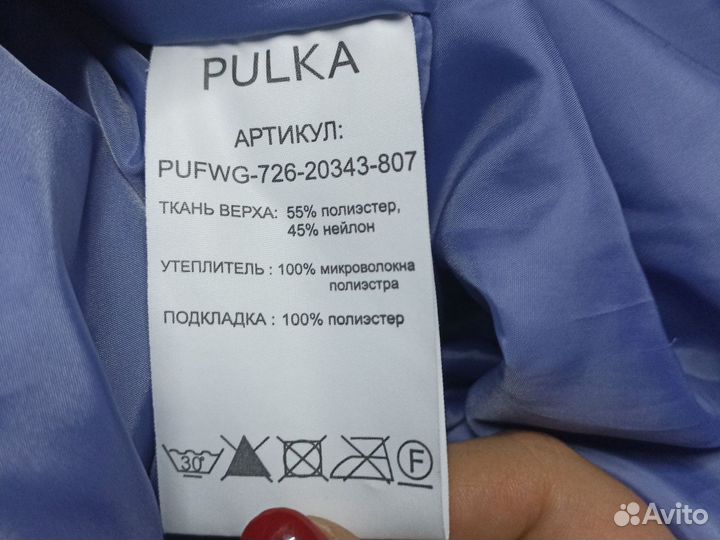 PULKA
АРТИКУЛ:
PUFWG-726-20343-807
ТКАНЬ ВЕРХА: 55% полиэстер,
45% нейлон
УТЕПЛИТЕЛЬ : 100% микроволокна
полиэстра
ПОДКЛАДКА : 100% полиэстер
30°
F
Avito